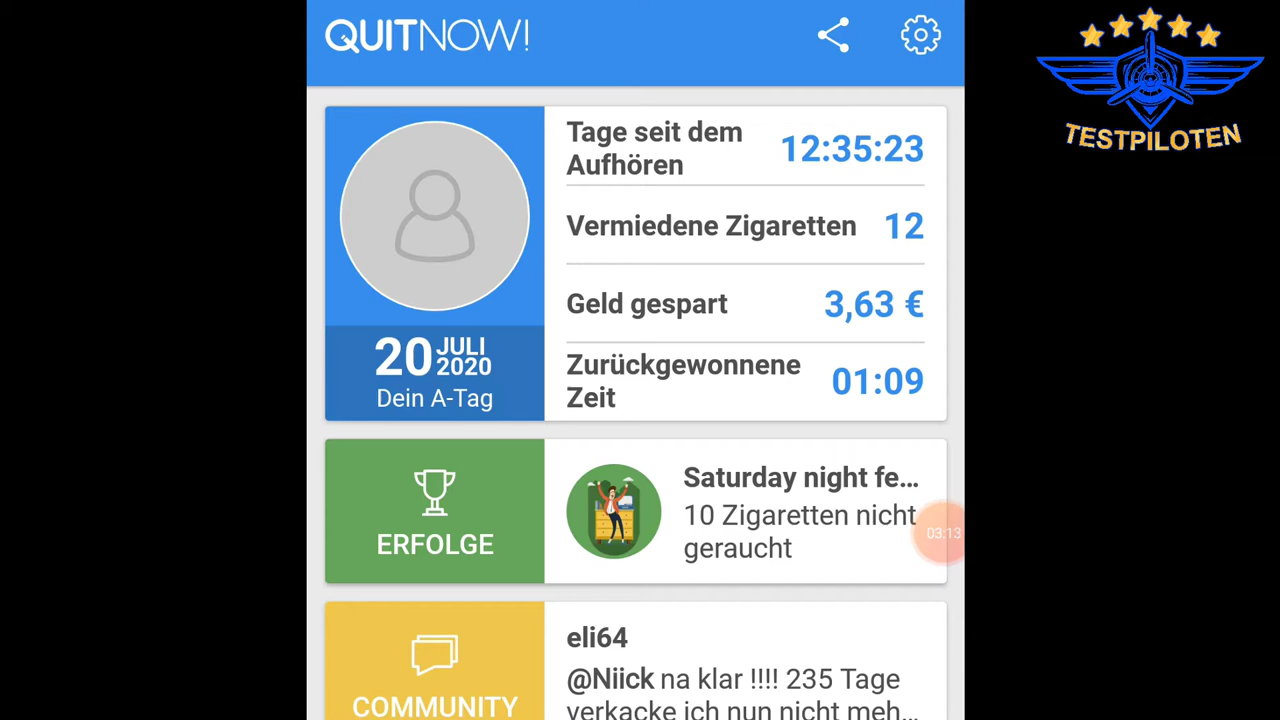 QUITNOW!
TESTPILOTEN
Tage seit dem
Aufhören
12:35:23
Vermiedene Zigaretten 12
Geld gespart 3,63 €
Zurückgewonnene
Zeit
01:09
20 JULI
2020
Dein A-Tag
ERFOLGE
Saturday night fe...
10 Zigaretten nicht
geraucht
03:13
COMMUNITY
eli64
@Niick na klar !!!! 235 Tage
verkacke ich nun nicht meh...